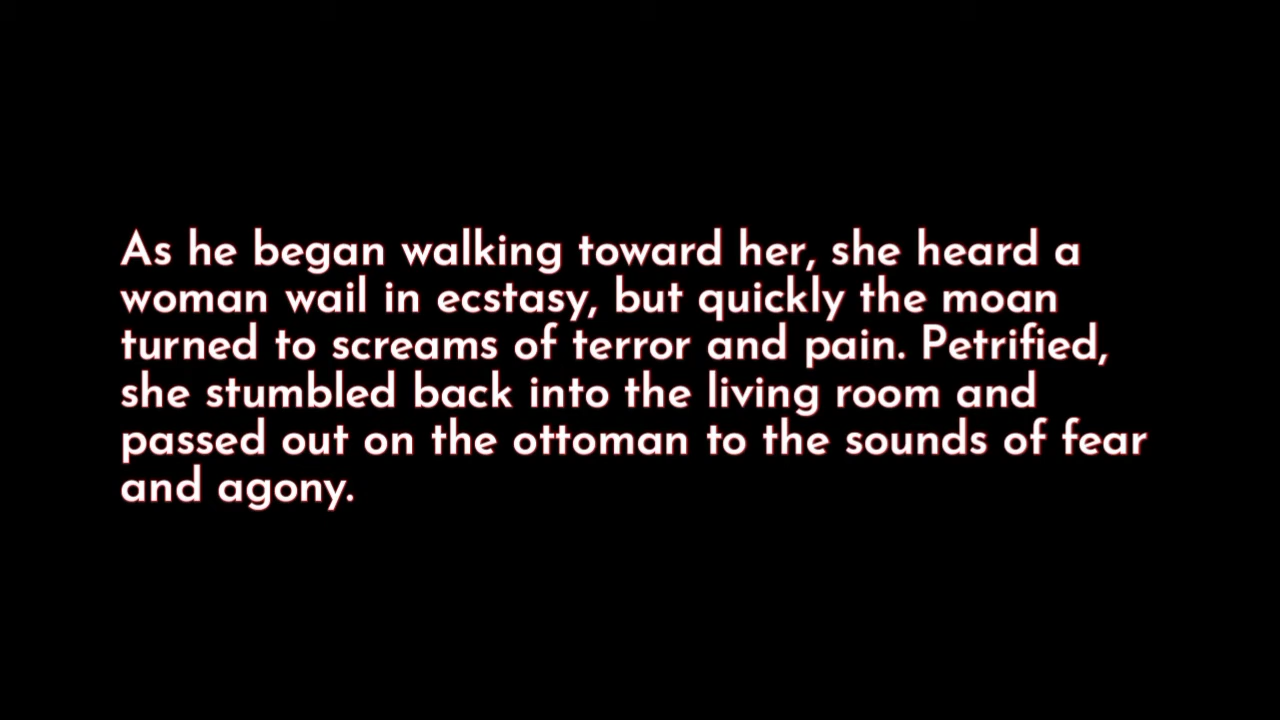 As he began walking toward her, she heard a
woman wail in ecstasy, but quickly the moan
turned to screams of terror and pain. Petrified,
she stumbled back into the living room and
passed out on the ottoman to the sounds of fear
and agony.